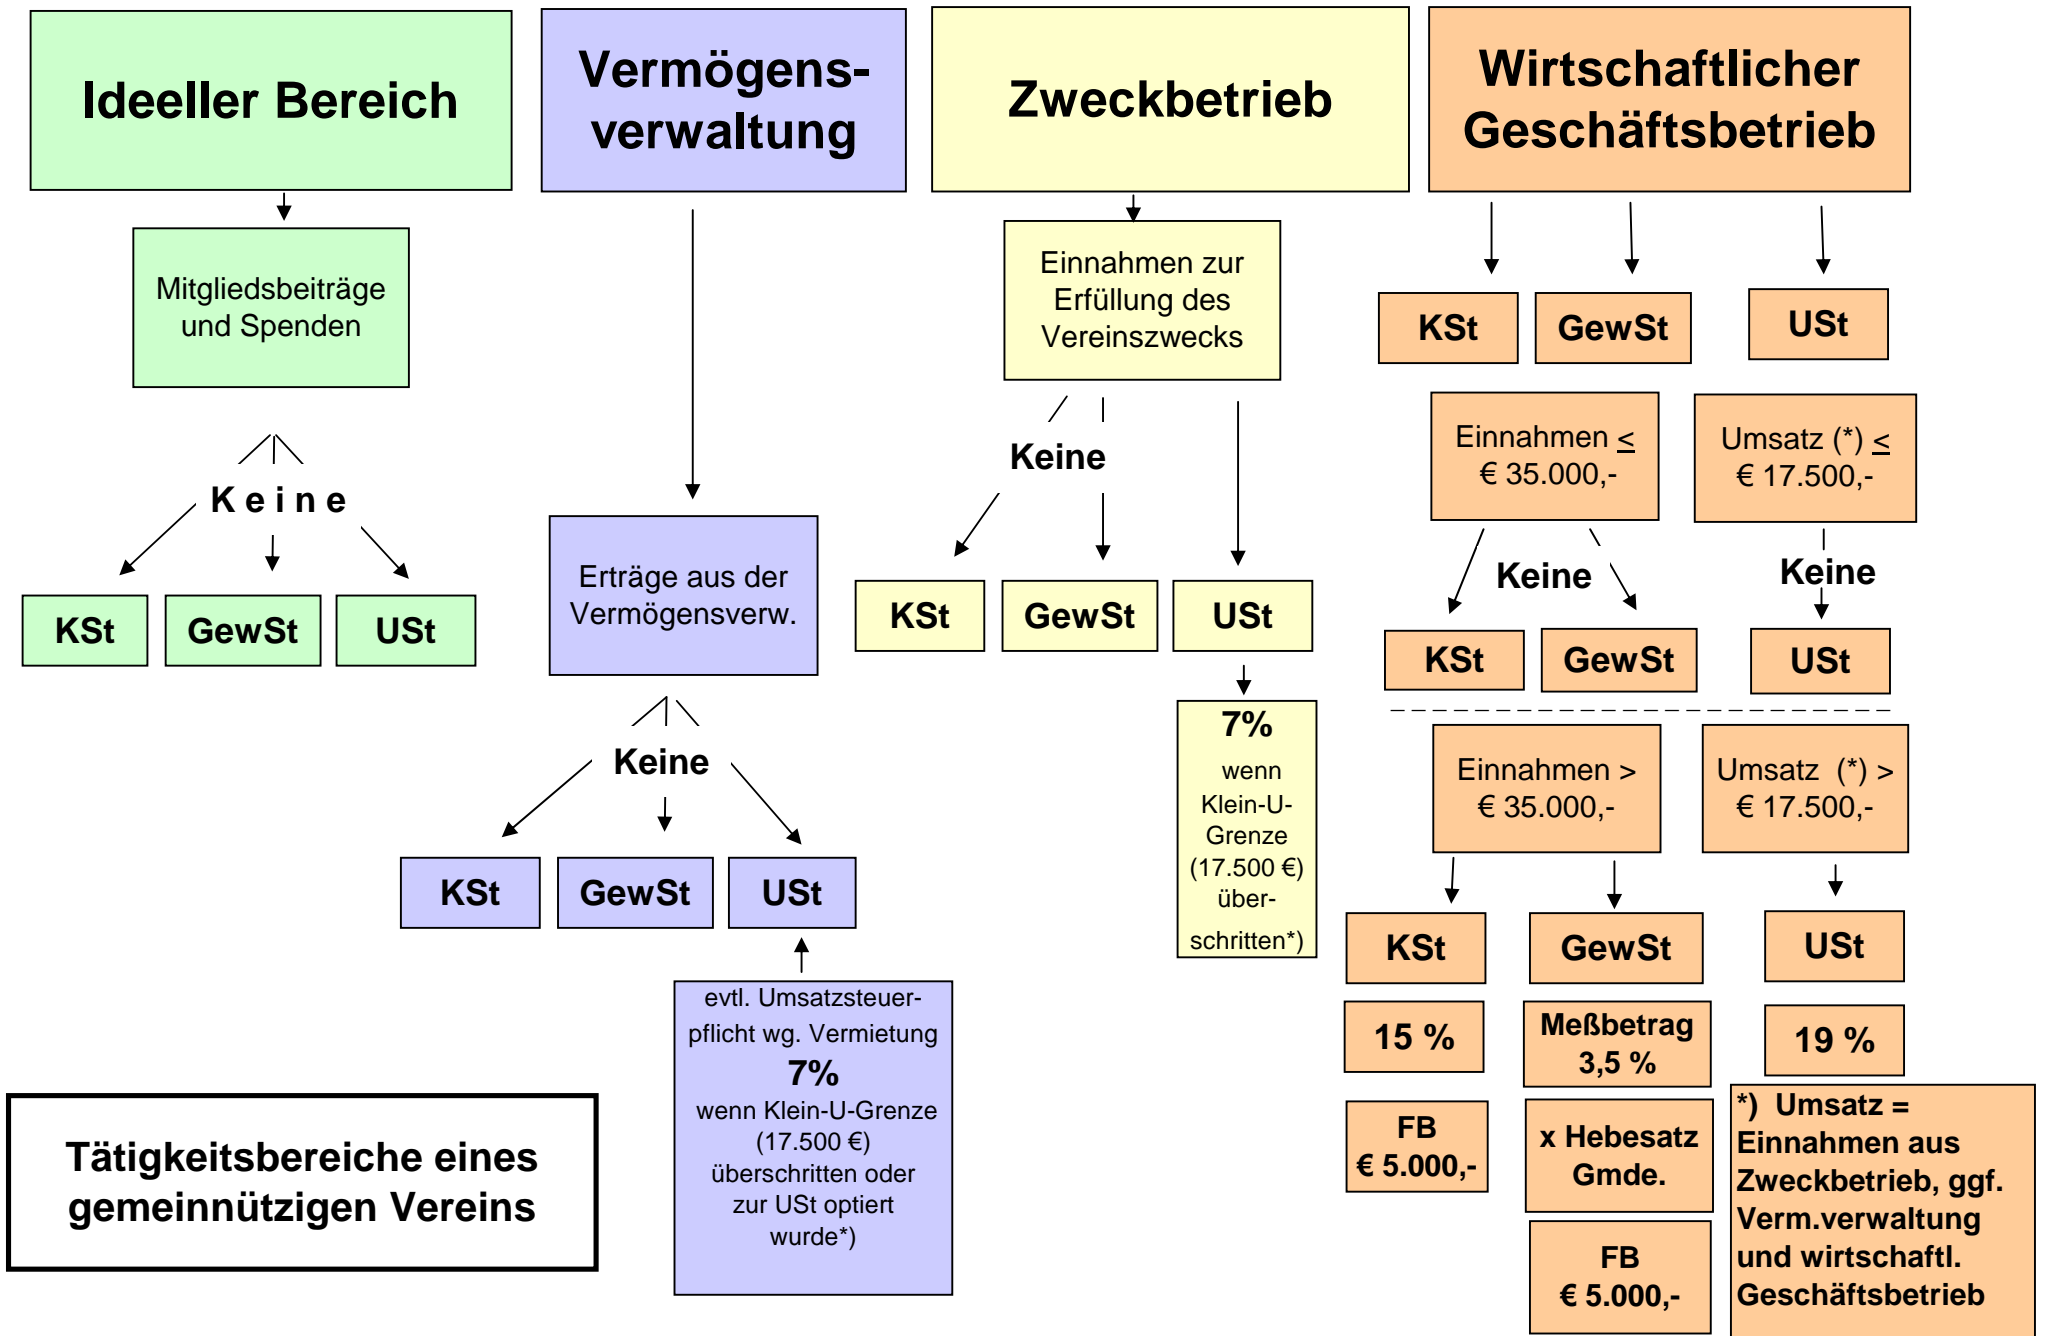 Ideeller Bereich
Mitgliedsbeiträge
und Spenden
K e i n e
KSt
GewSt
USt
Vermögens-
verwaltung
Erträge aus der
Vermögensverw.
Keine
KSt
GewSt
USt
evtl. Umsatzsteuer-
pflicht wg. Vermietung
7%
wenn Klein-U-Grenze
(17.500 €)
überschritten oder
zur USt optiert
wurde*)
Zweckbetrieb
Einnahmen zur
Erfüllung des
Vereinszwecks
Keine
KSt
GewSt
USt
7%
wenn
Klein-U-
Grenze
(17.500 €)
über-
schritten*)
Wirtschaftlicher
Geschäftsbetrieb
KSt
GewSt
USt
Einnahmen ≤
€ 35.000,-
Umsatz (*) ≤
€ 17.500,-
Keine
Keine
KSt
GewSt
USt
Einnahmen >
€ 35.000,-
Umsatz (*) >
€ 17.500,-
KSt
GewSt
USt
15 %
Meßbetrag
3,5 %
19 %
FB
€ 5.000,-
x Hebesatz
Gmde.
FB
€ 5.000,-
*) Umsatz =
Einnahmen aus
Zweckbetrieb, ggf.
Verm.verwaltung
und wirtschaftl.
Geschäftsbetrieb
Tätigkeitsbereiche eines
gemeinnützigen Vereins